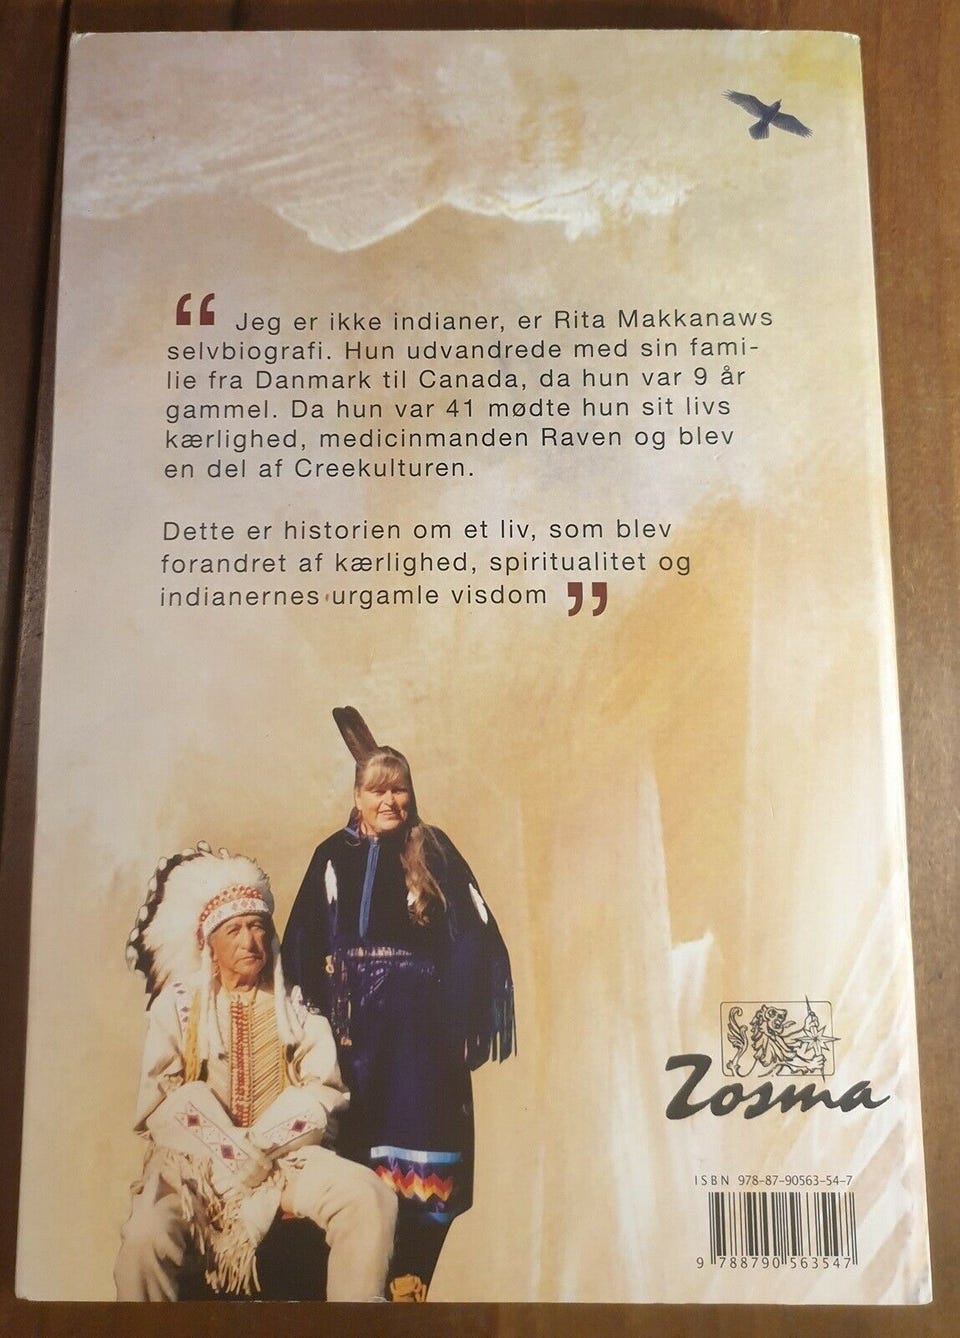 “ Jeg er ikke indianer, er Rita Makkanaws
selvbiografi. Hun udvandrede med sin fami-
lie fra Danmark til Canada, da hun var 9 år
gammel. Da hun var 41 mødte hun sit livs
kærlighed, medicinmanden Raven og blev
en del af Creekulturen.
Dette er historien om et liv, som blev
forandret af kærlighed, spiritualitet og
indianernes urgamle visdom ”
Zosma
ISBN 978-87-90563-54-7
9 788790 563547